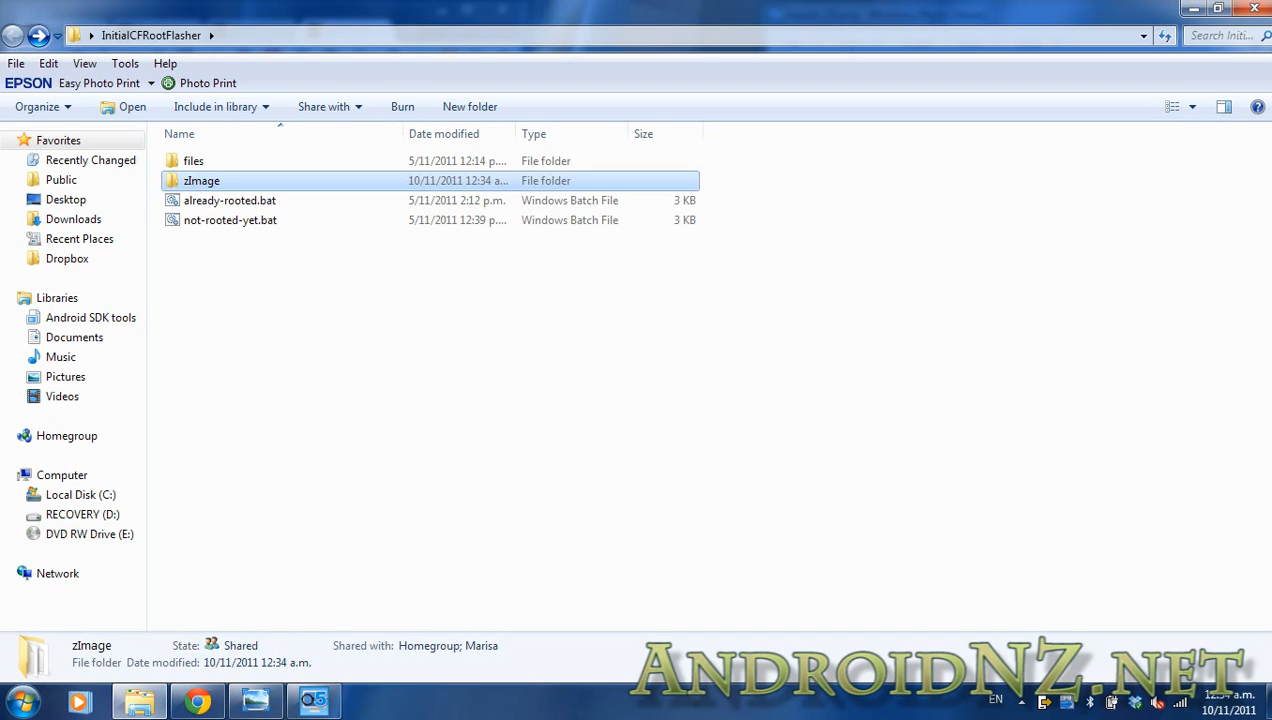 InitialCFRootFlasher
Search Initi...
File Edit View Tools Help
EPSON Easy Photo Print Photo Print
Organize Open Include in library Share with Burn New folder
Name Date modified Type Size
Favorites
Recently Changed
Public
Desktop
Downloads
Recent Places
Dropbox
Libraries
Android SDK tools
Documents
Music
Pictures
Videos
Homegroup
Computer
Local Disk (C:)
RECOVERY (D:)
DVD RW Drive (E:)
Network
files 5/11/2011 12:14 p.... File folder
zImage 10/11/2011 12:34 a... File folder
already-rooted.bat 5/11/2011 2:12 p.m. Windows Batch File 3 KB
not-rooted-yet.bat 5/11/2011 12:39 p.... Windows Batch File 3 KB
zImage State: Shared Shared with: Homegroup; Marisa
File folder Date modified: 10/11/2011 12:34 a.m.
ANDROIDNZ.NET
EN
12:34 a.m.
10/11/2011